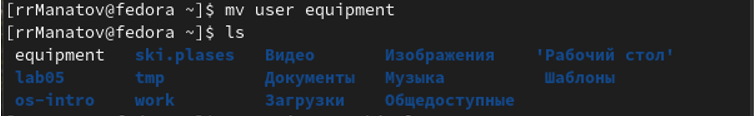 [rrManatov@fedora ~]$ mv user equipment
[rrManatov@fedora ~]$ ls
equipment ski.plases Видео Изображения 'Рабочий стол'
lab05 tmp Документы Музыка Шаблоны
os-intro work Загрузки Общедоступные